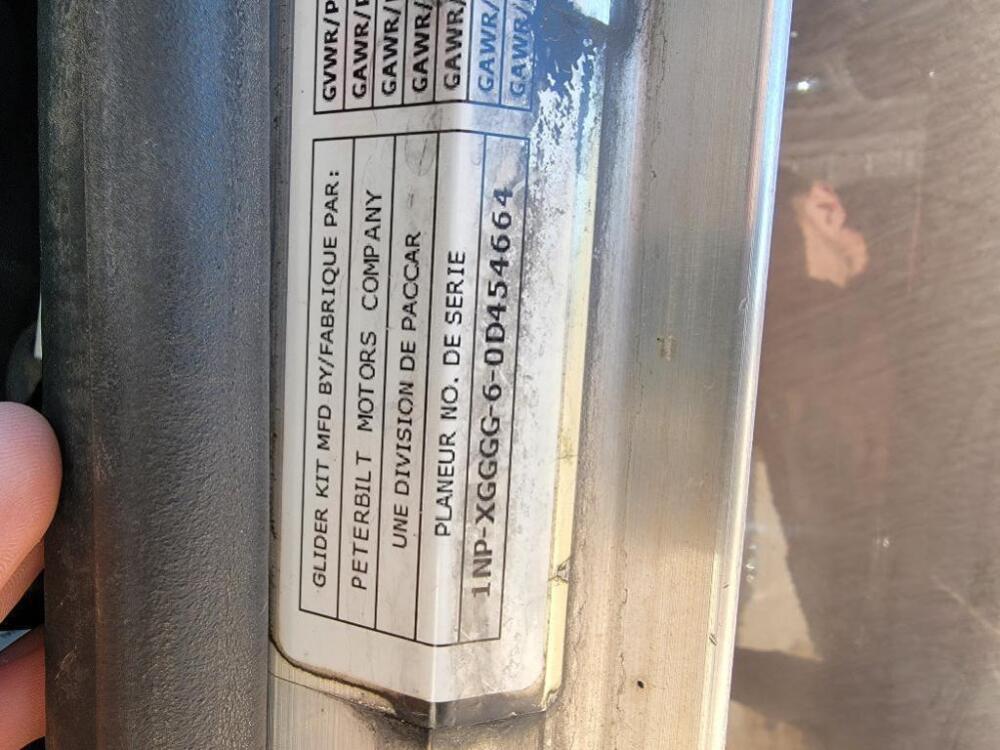 GVWR/P
GAWR/
GAWR/
GAWR/
GAWR/
GAWR/
GAWR/
GLIDER KIT MFD BY/FABRIQUE PAR:
PETERBILT MOTORS COMPANY
UNE DIVISION DE PACCAR
PLANEUR NO. DE SERIE
1NP-XGGGG-6-0D454664